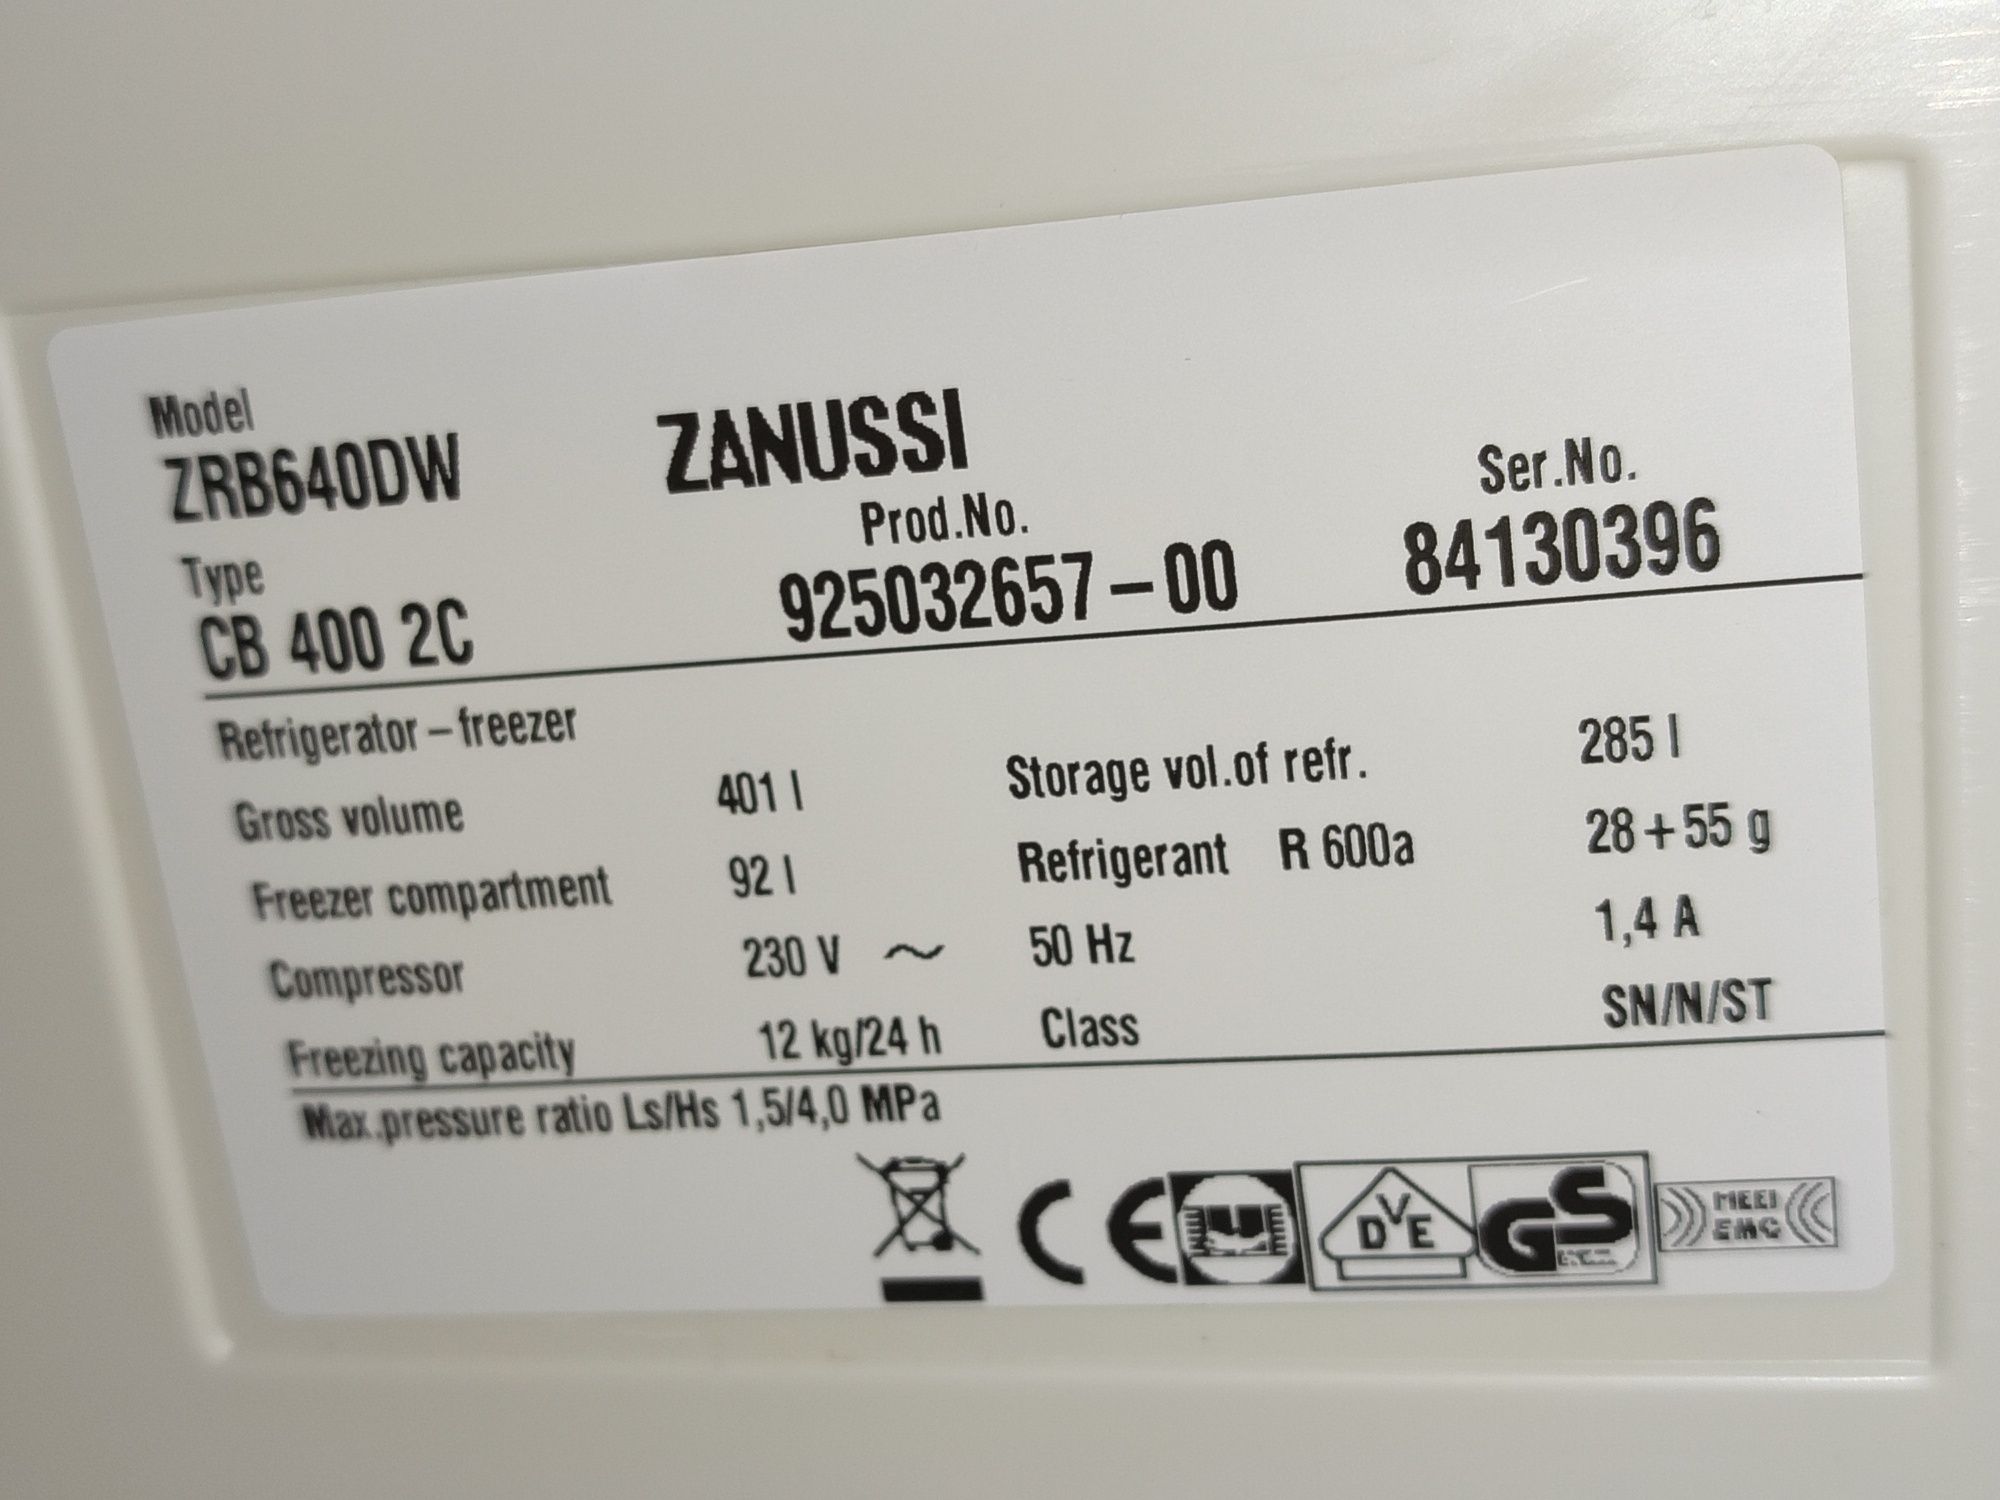 Model
ZRB640DW
ZANUSSI
Prod.No.
Ser.No.
Type
CB 400 2C
925032657-00
84130396
Refrigerator - freezer
Gross volume 401 l
Storage vol.of refr. 285 l
Freezer compartment 92 l
Refrigerant R 600a 28+55 g
Compressor 230 V ~ 50 Hz 1,4 A
Freezing capacity 12 kg/24 h
Class SN/N/ST
Max.pressure ratio Ls/Hs 1,5/4,0 MPa
CE
DVE
GS
MEEI
EMC